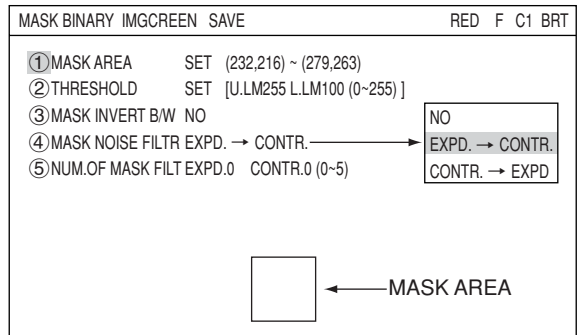 MASK BINARY IMGCREEN SAVE RED F C1 BRT
①MASK AREA SET (232,216) ~ (279,263)
②THRESHOLD SET [U.LM255 L.LM100 (0~255) ]
③MASK INVERT B/W NO
④MASK NOISE FILTR EXPD. → CONTR.
⑤NUM.OF MASK FILT EXPD.0 CONTR.0 (0~5)
NO
EXPD. → CONTR.
CONTR. → EXPD
MASK AREA